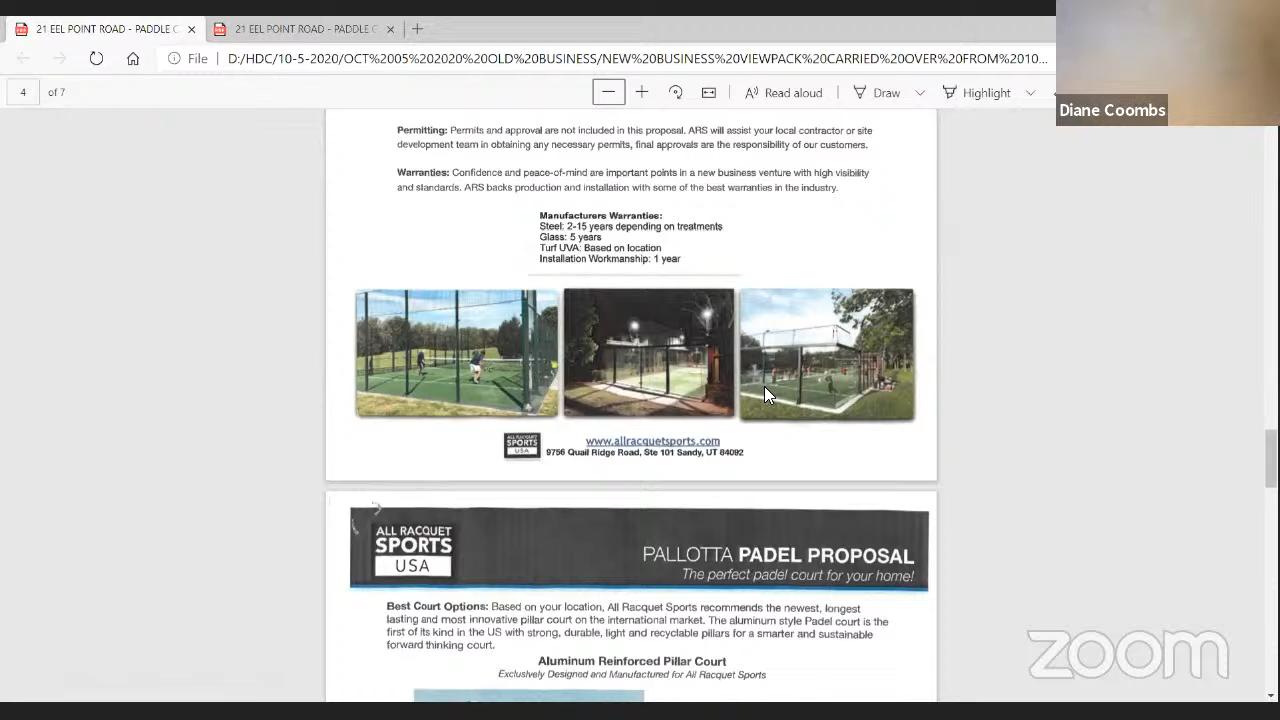 21 EEL POINT ROAD - PADDLE C
21 EEL POINT ROAD - PADDLE C
File
D:/HDC/10-5-2020/OCT%2005%202020%20OLD%20BUSINESS/NEW%20BUSINESS%20VIEWPACK%20CARRIED%20OVER%20FROM%2010...
4 of 7
Read aloud
Draw
Highlight
Diane Coombs
Permitting: Permits and approval are not included in this proposal. ARS will assist your local contractor or site
development team in obtaining any necessary permits, final approvals are the responsibility of our customers.
Warranties: Confidence and peace-of-mind are important points in a new business venture with high visibility
and standards. ARS backs production and installation with some of the best warranties in the industry.
Manufacturers Warranties:
Steel: 2-15 years depending on treatments
Glass: 5 years
Turf UVA: Based on location
Installation Workmanship: 1 year
ALL RACQUET
SPORTS
USA
www.allracquetsports.com
9756 Quail Ridge Road, Ste 101 Sandy, UT 84092
ALL RACQUET
SPORTS
USA
PALLOTTA PADEL PROPOSAL
The perfect padel court for your home!
Best Court Options: Based on your location, All Racquet Sports recommends the newest, longest
lasting and most innovative pillar court on the international market. The aluminum style Padel court is the
first of its kind in the US with strong, durable, light and recyclable pillars for a smarter and sustainable
forward thinking court.
Aluminum Reinforced Pillar Court
Exclusively Designed and Manufactured for All Racquet Sports
zoom